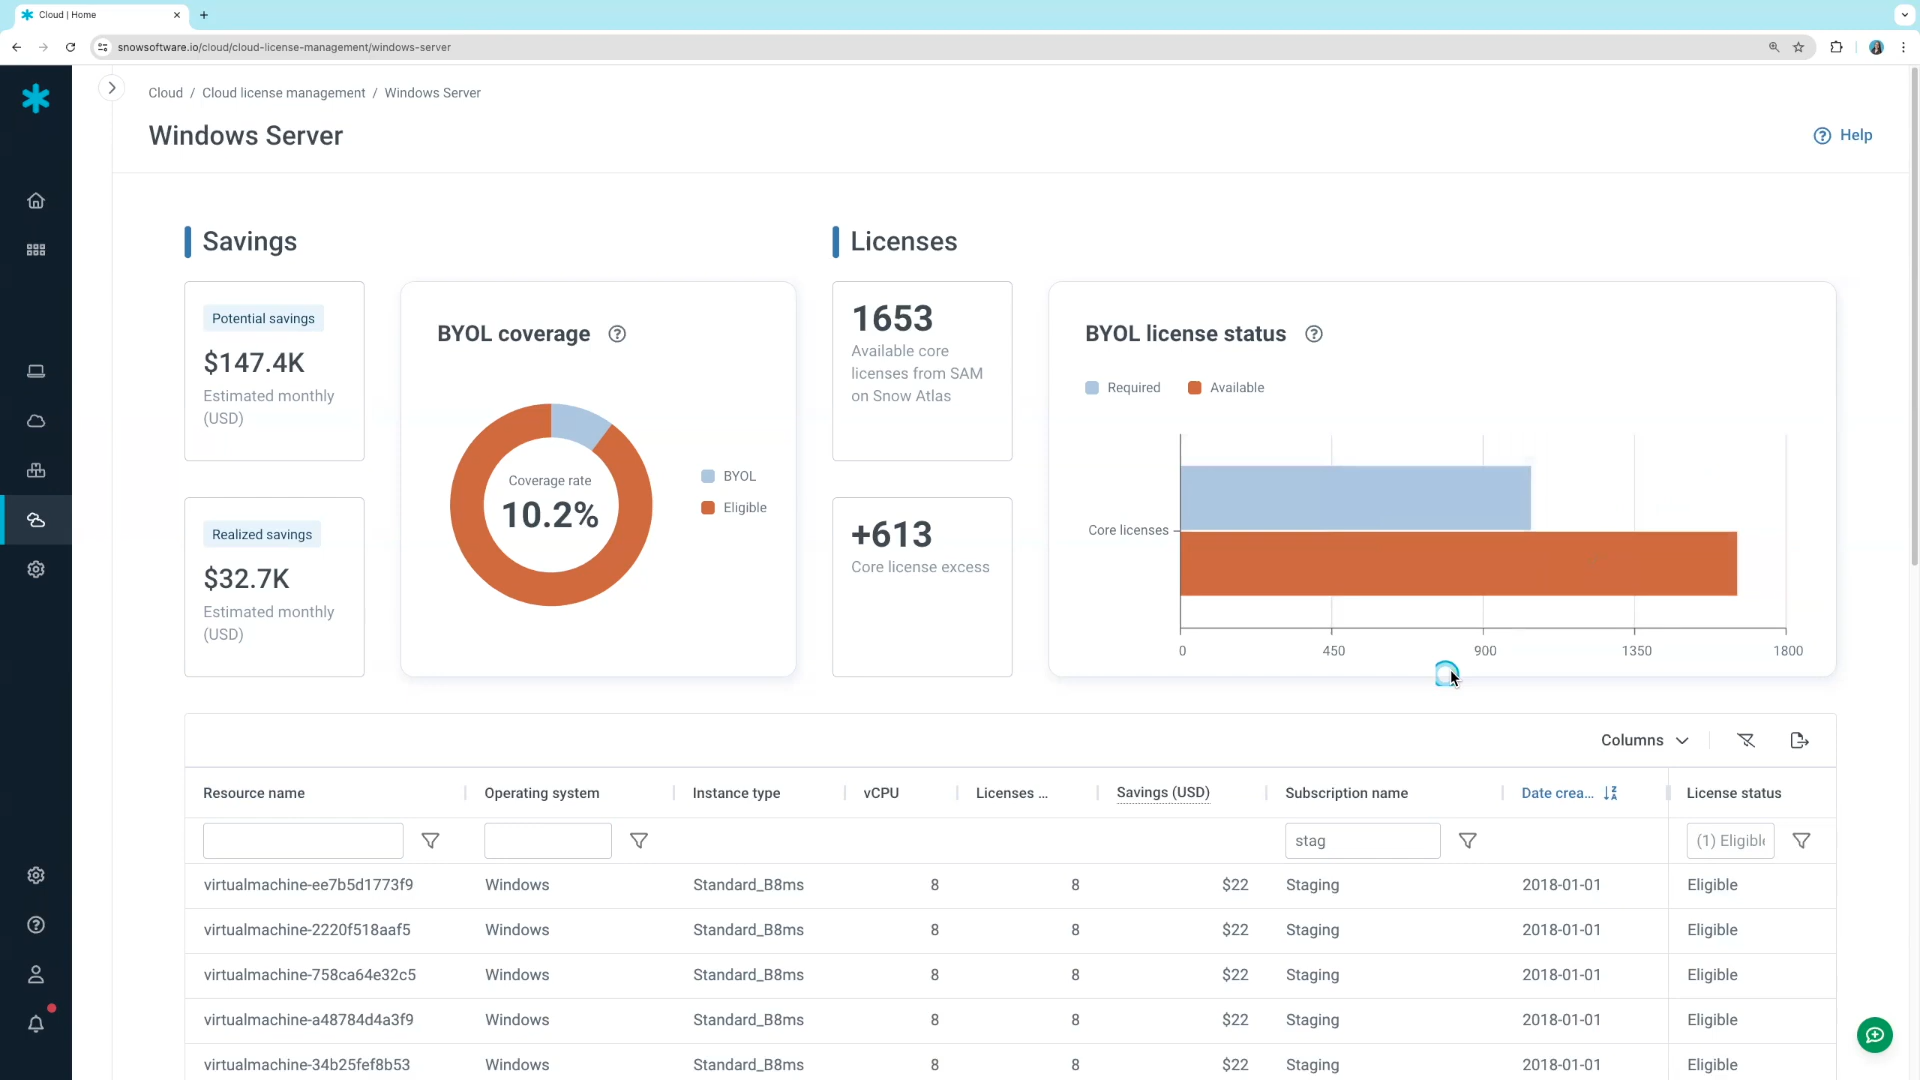 Cloud | Home
snowsoftware.io/cloud/cloud-license-management/windows-server
Cloud / Cloud license management / Windows Server
Windows Server
Help
Savings
Licenses
Potential savings
$147.4K
Estimated monthly
(USD)
Realized savings
$32.7K
Estimated monthly
(USD)
BYOL coverage
Coverage rate
10.2%
BYOL
Eligible
1653
Available core
licenses from SAM
on Snow Atlas
+613
Core license excess
BYOL license status
Required
Available
Core licenses
0 450 900 1350 1800
Columns
Resource name Operating system Instance type vCPU Licenses ... Savings (USD) Subscription name Date crea... License status
stag (1) Eligible
virtualmachine-ee7b5d1773f9 Windows Standard_B8ms 8 8 $22 Staging 2018-01-01 Eligible
virtualmachine-2220f518aaf5 Windows Standard_B8ms 8 8 $22 Staging 2018-01-01 Eligible
virtualmachine-758ca64e32c5 Windows Standard_B8ms 8 8 $22 Staging 2018-01-01 Eligible
virtualmachine-a48784d4a3f9 Windows Standard_B8ms 8 8 $22 Staging 2018-01-01 Eligible
virtualmachine-34b25fef8b53 Windows Standard_B8ms 8 8 $22 Staging 2018-01-01 Eligible